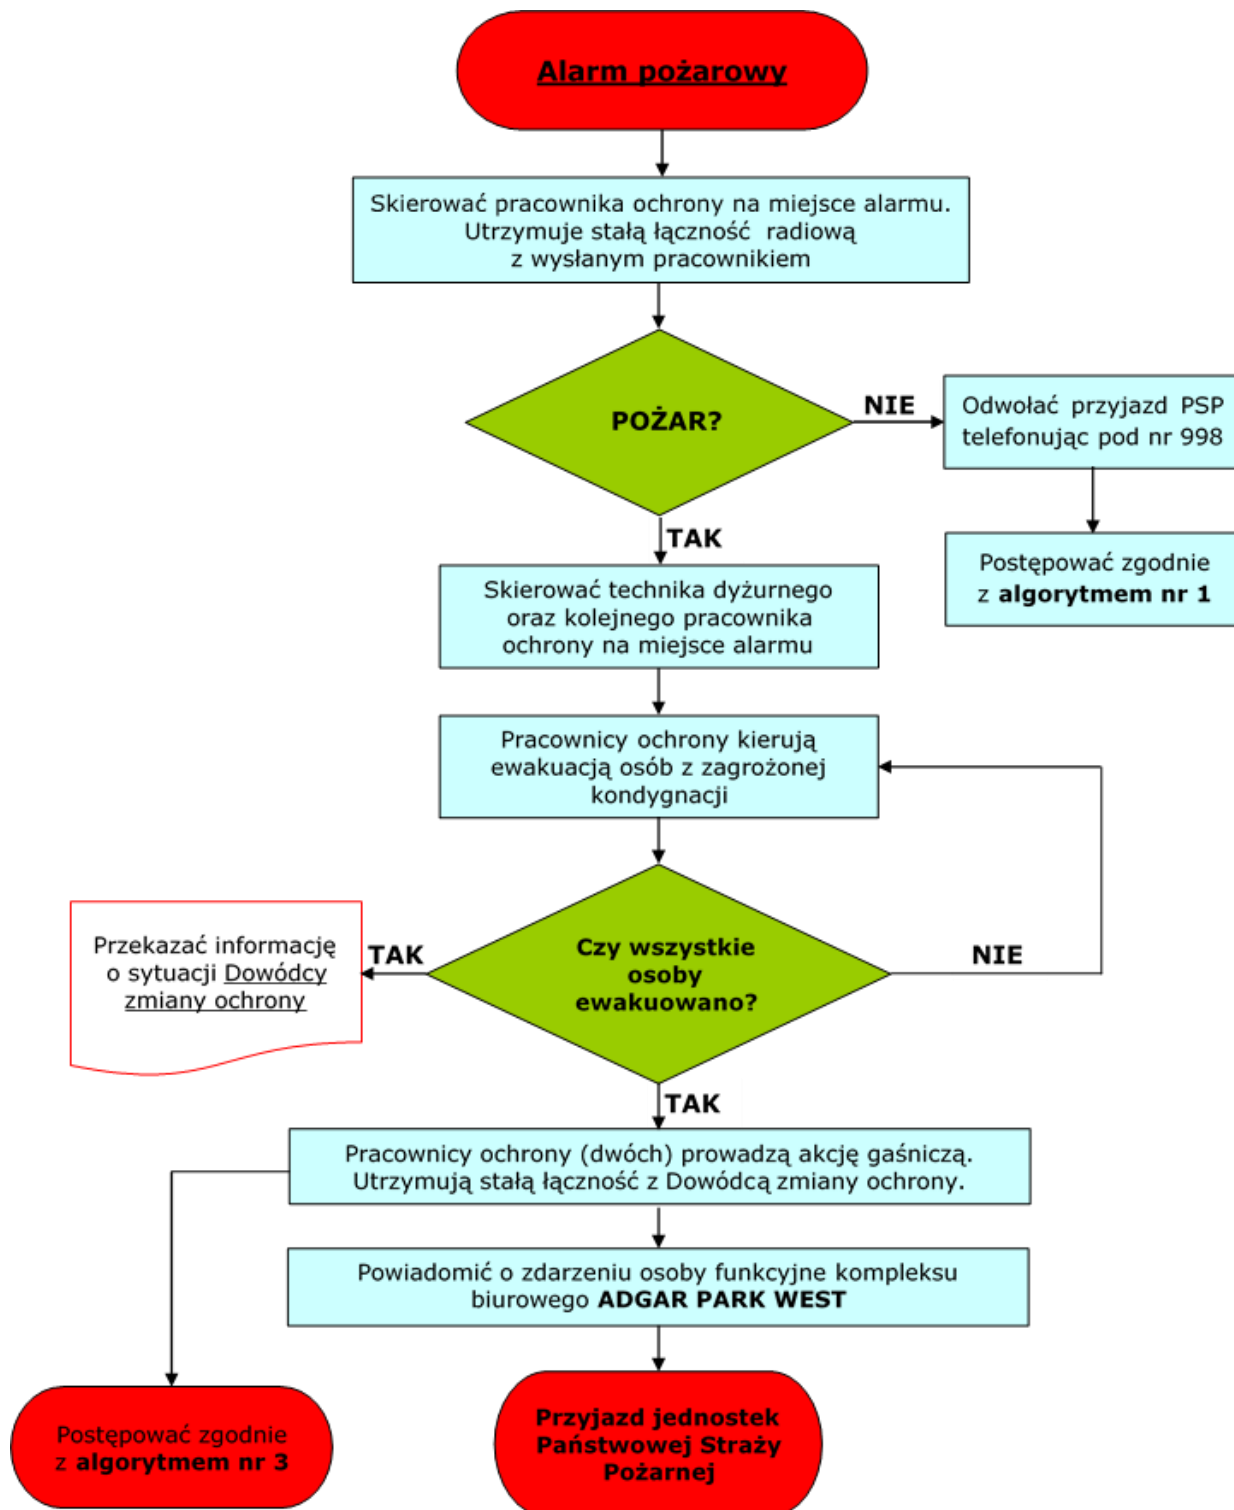 Alarm pożarowy
Skierować pracownika ochrony na miejsce alarmu.
Utrzymuje stałą łączność radiową
z wysłanym pracownikiem
POŻAR?
NIE
Odwołać przyjazd PSP
telefonując pod nr 998
Postępować zgodnie
z algorytmem nr 1
TAK
Skierować technika dyżurnego
oraz kolejnego pracownika
ochrony na miejsce alarmu
Pracownicy ochrony kierują
ewakuacją osób z zagrożonej
kondygnacji
Czy wszystkie
osoby
ewakuowano?
NIE
TAK
Przekazać informację
o sytuacji Dowódcy
zmiany ochrony
TAK
Pracownicy ochrony (dwóch) prowadzą akcję gaśniczą.
Utrzymują stałą łączność z Dowódcą zmiany ochrony.
Powiadomić o zdarzeniu osoby funkcyjne kompleksu
biurowego ADGAR PARK WEST
Postępować zgodnie
z algorytmem nr 3
Przyjazd jednostek
Państwowej Straży
Pożarnej